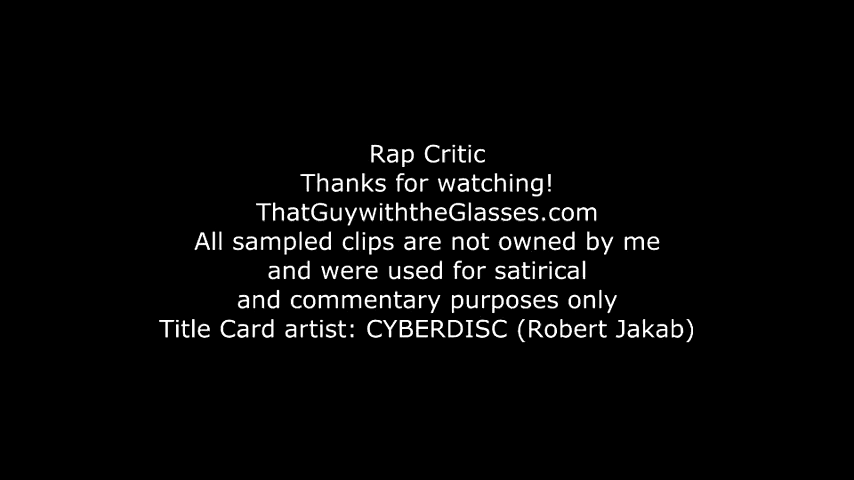 Rap Critic
Thanks for watching!
ThatGuywiththeGlasses.com
All sampled clips are not owned by me
and were used for satirical
and commentary purposes only
Title Card artist: CYBERDISC (Robert Jakab)